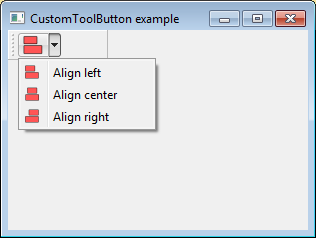 CustomToolButton example
Align left
Align center
Align right